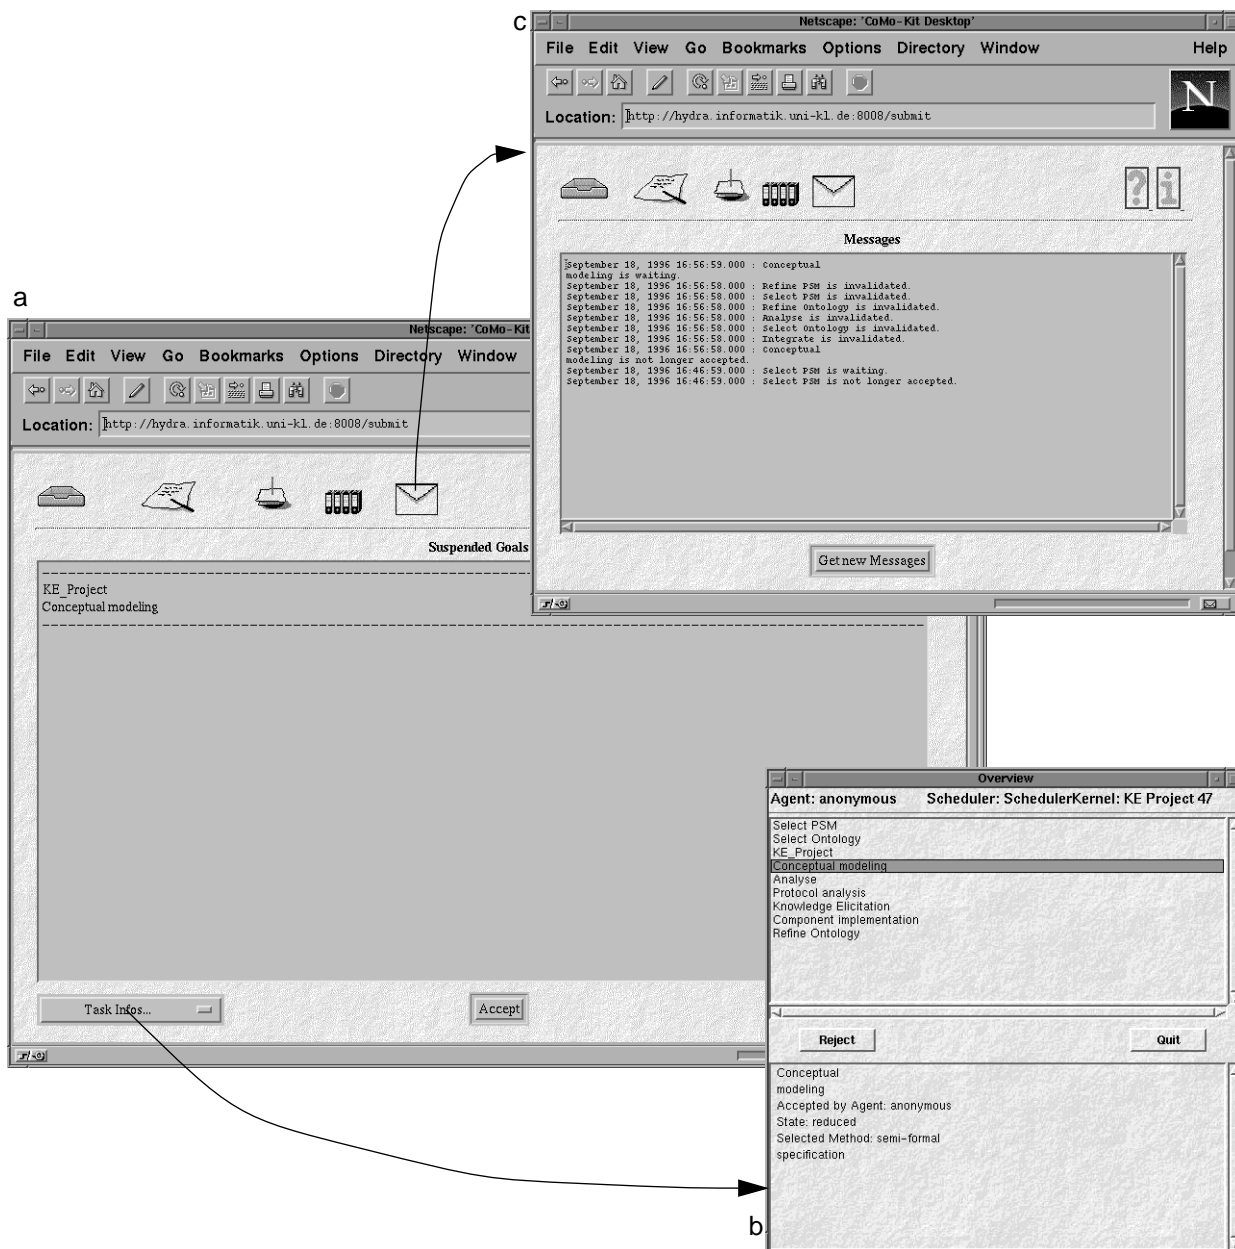 c
Netscape: 'CoMo-Kit Desktop'
File Edit View Go Bookmarks Options Directory Window Help
N
Location: http://hydra.informatik.uni-kl.de:8008/submit
? i
Messages
September 18, 1996 16:56:59.000 : Conceptual
modeling is waiting.
September 18, 1996 16:56:58.000 : Refine PSM is invalidated.
September 18, 1996 16:56:58.000 : Select PSM is invalidated.
September 18, 1996 16:56:58.000 : Refine Ontology is invalidated.
September 18, 1996 16:56:58.000 : Analyse is invalidated.
September 18, 1996 16:56:58.000 : Select Ontology is invalidated.
September 18, 1996 16:56:58.000 : Integrate is invalidated.
September 18, 1996 16:56:58.000 : Conceptual
modeling is not longer accepted.
September 18, 1996 16:46:59.000 : Select PSM is waiting.
September 18, 1996 16:46:59.000 : Select PSM is not longer accepted.
Get new Messages
a
Netscape: 'CoMo-Kit
File Edit View Go Bookmarks Options Directory Window
Location: http://hydra.informatik.uni-kl.de:8008/submit
Suspended Goals
KE_Project
Conceptual modeling
Task Infos...
Accept
Overview
Agent: anonymous Scheduler: SchedulerKernel: KE Project 47
Select PSM
Select Ontology
KE_Project
Conceptual modeling
Analyse
Protocol analysis
Knowledge Elicitation
Component implementation
Refine Ontology
Reject
Quit
Conceptual
modeling
Accepted by Agent: anonymous
State: reduced
Selected Method: semi-formal
specification
b